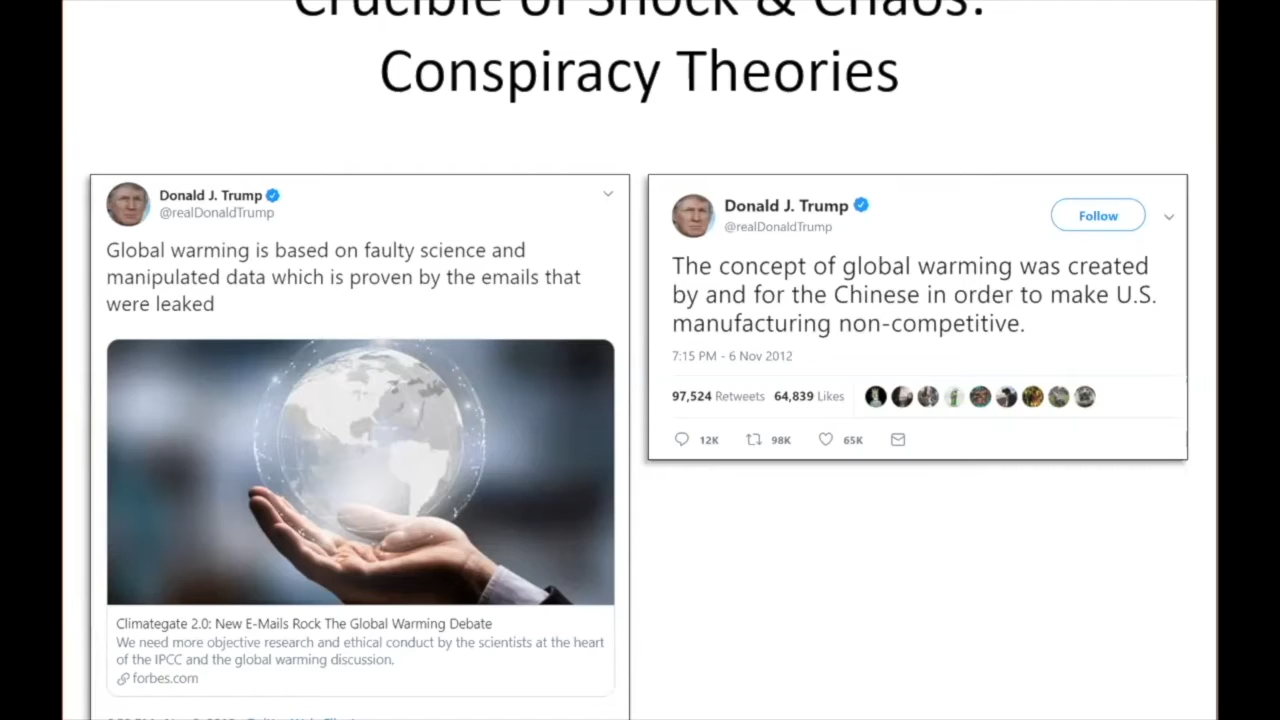 Crucible of Shock & Chaos:
Conspiracy Theories
Donald J. Trump
@realDonaldTrump
Global warming is based on faulty science and
manipulated data which is proven by the emails that
were leaked
Climategate 2.0: New E-Mails Rock The Global Warming Debate
We need more objective research and ethical conduct by the scientists at the heart
of the IPCC and the global warming discussion.
forbes.com
Donald J. Trump
@realDonaldTrump
Follow
The concept of global warming was created
by and for the Chinese in order to make U.S.
manufacturing non-competitive.
7:15 PM - 6 Nov 2012
97,524 Retweets 64,839 Likes
12K 98K 65K